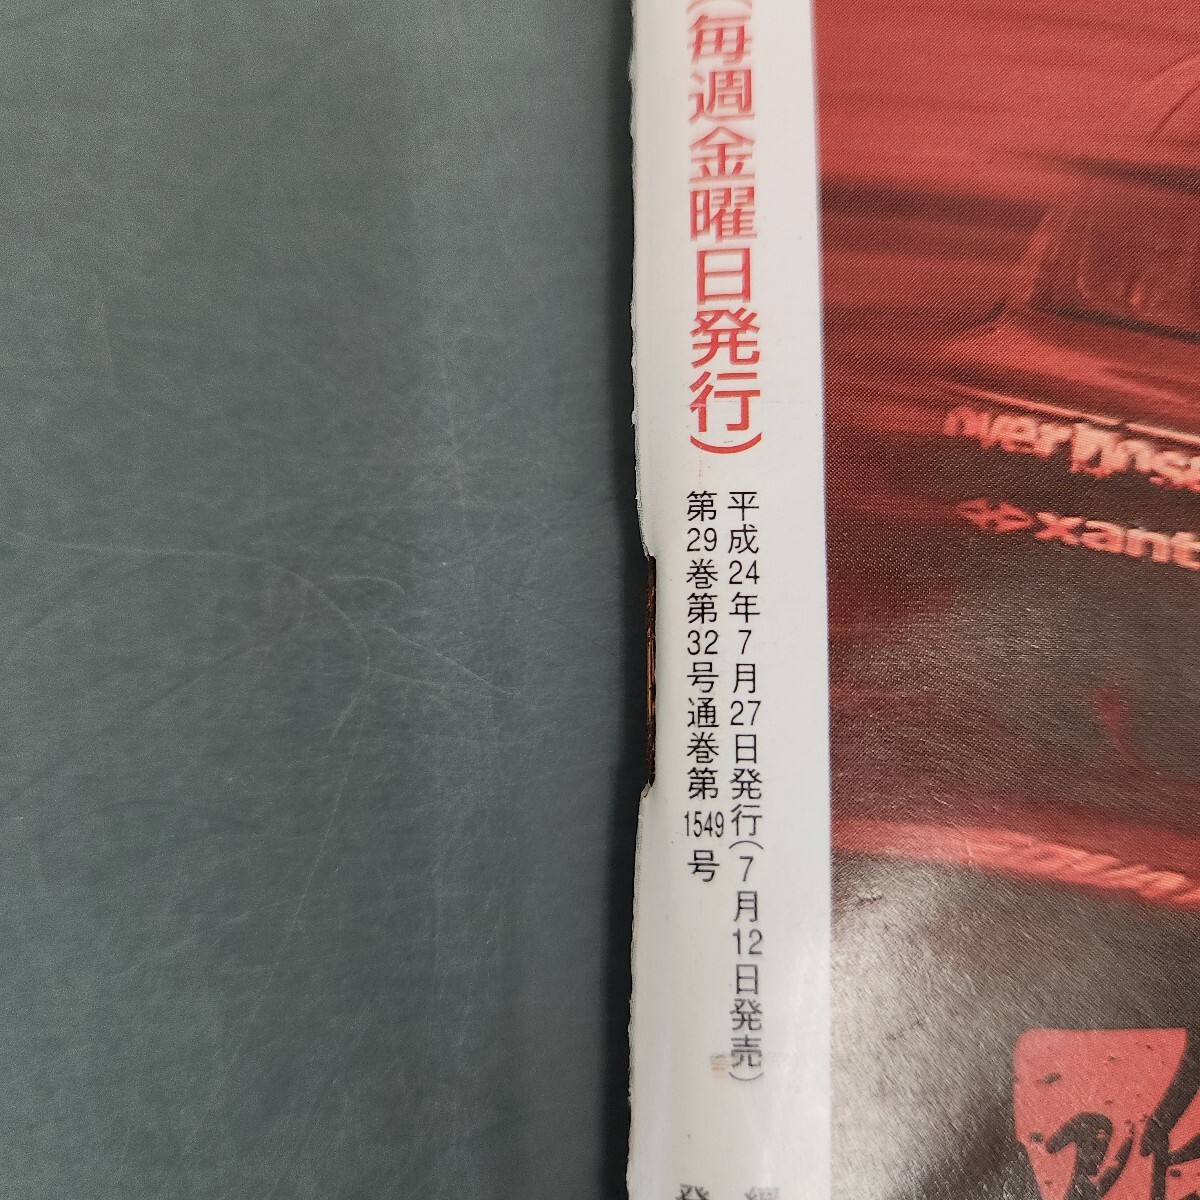 （毎週金曜日発行）
平成24年7月27日発行（7月12日発売）
第29巻第32号通巻第1549号
xant
発